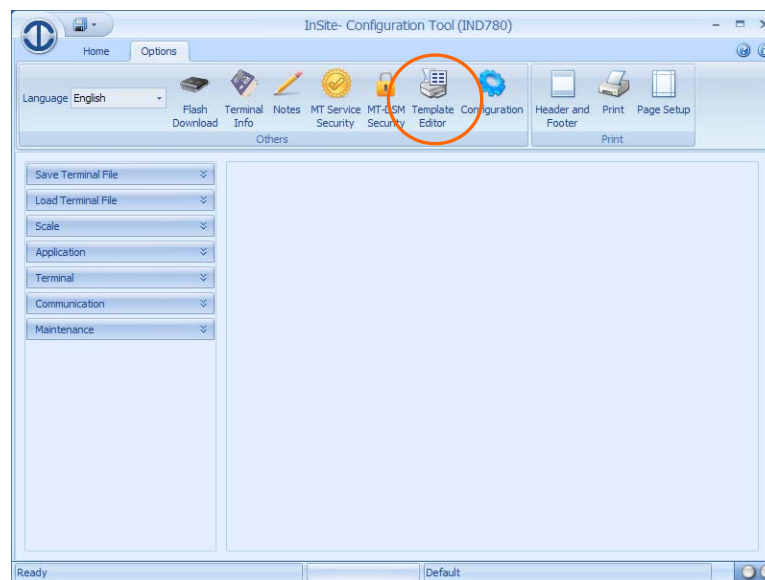 InSite- Configuration Tool (IND780)
Home Options
Language English
Flash Download
Terminal Info
Notes
MT Service Security
MT-DSM Security
Template Editor
Configuration
Header and Footer
Print
Page Setup
Others
Print
Save Terminal File
Load Terminal File
Scale
Application
Terminal
Communication
Maintenance
Ready
Default